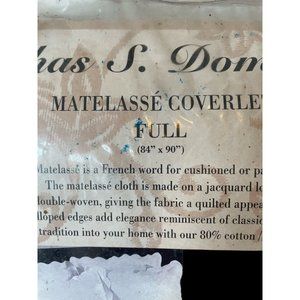 has S. Dom
MATELASSÉ COVERLE
FULL
(84" x 90")
Matelassé is a French word for cushioned or pa
The matelassé cloth is made on a jacquard lo
double-woven, giving the fabric a quilted appea
lloped edges add elegance reminiscent of classic
tradition into your home with our 80% cotton /